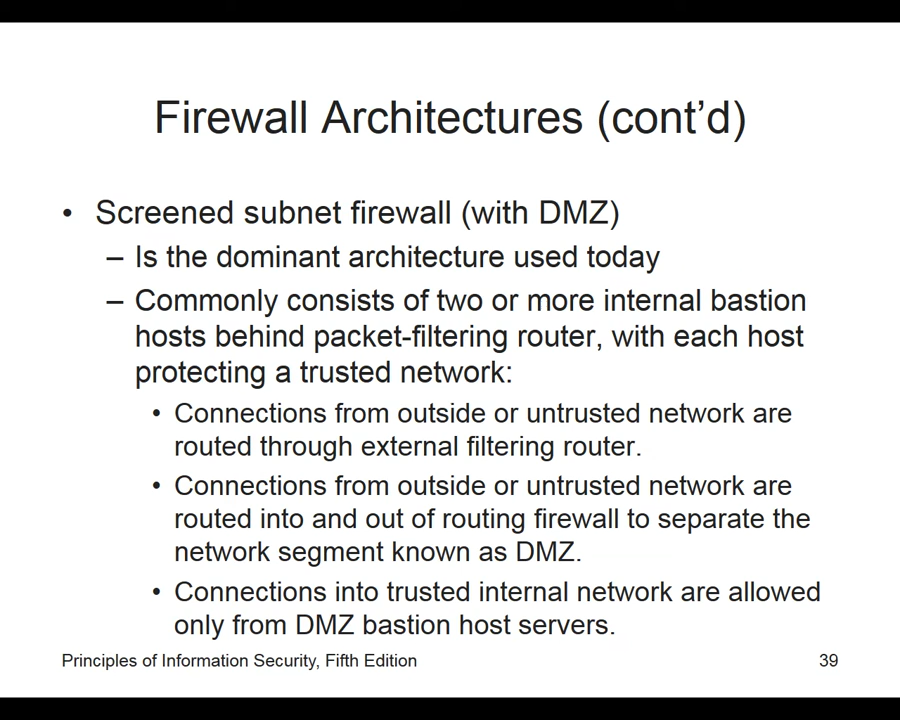 Firewall Architectures (cont’d)
• Screened subnet firewall (with DMZ)
– Is the dominant architecture used today
– Commonly consists of two or more internal bastion
hosts behind packet-filtering router, with each host
protecting a trusted network:
• Connections from outside or untrusted network are
routed through external filtering router.
• Connections from outside or untrusted network are
routed into and out of routing firewall to separate the
network segment known as DMZ.
• Connections into trusted internal network are allowed
only from DMZ bastion host servers.
Principles of Information Security, Fifth Edition
39